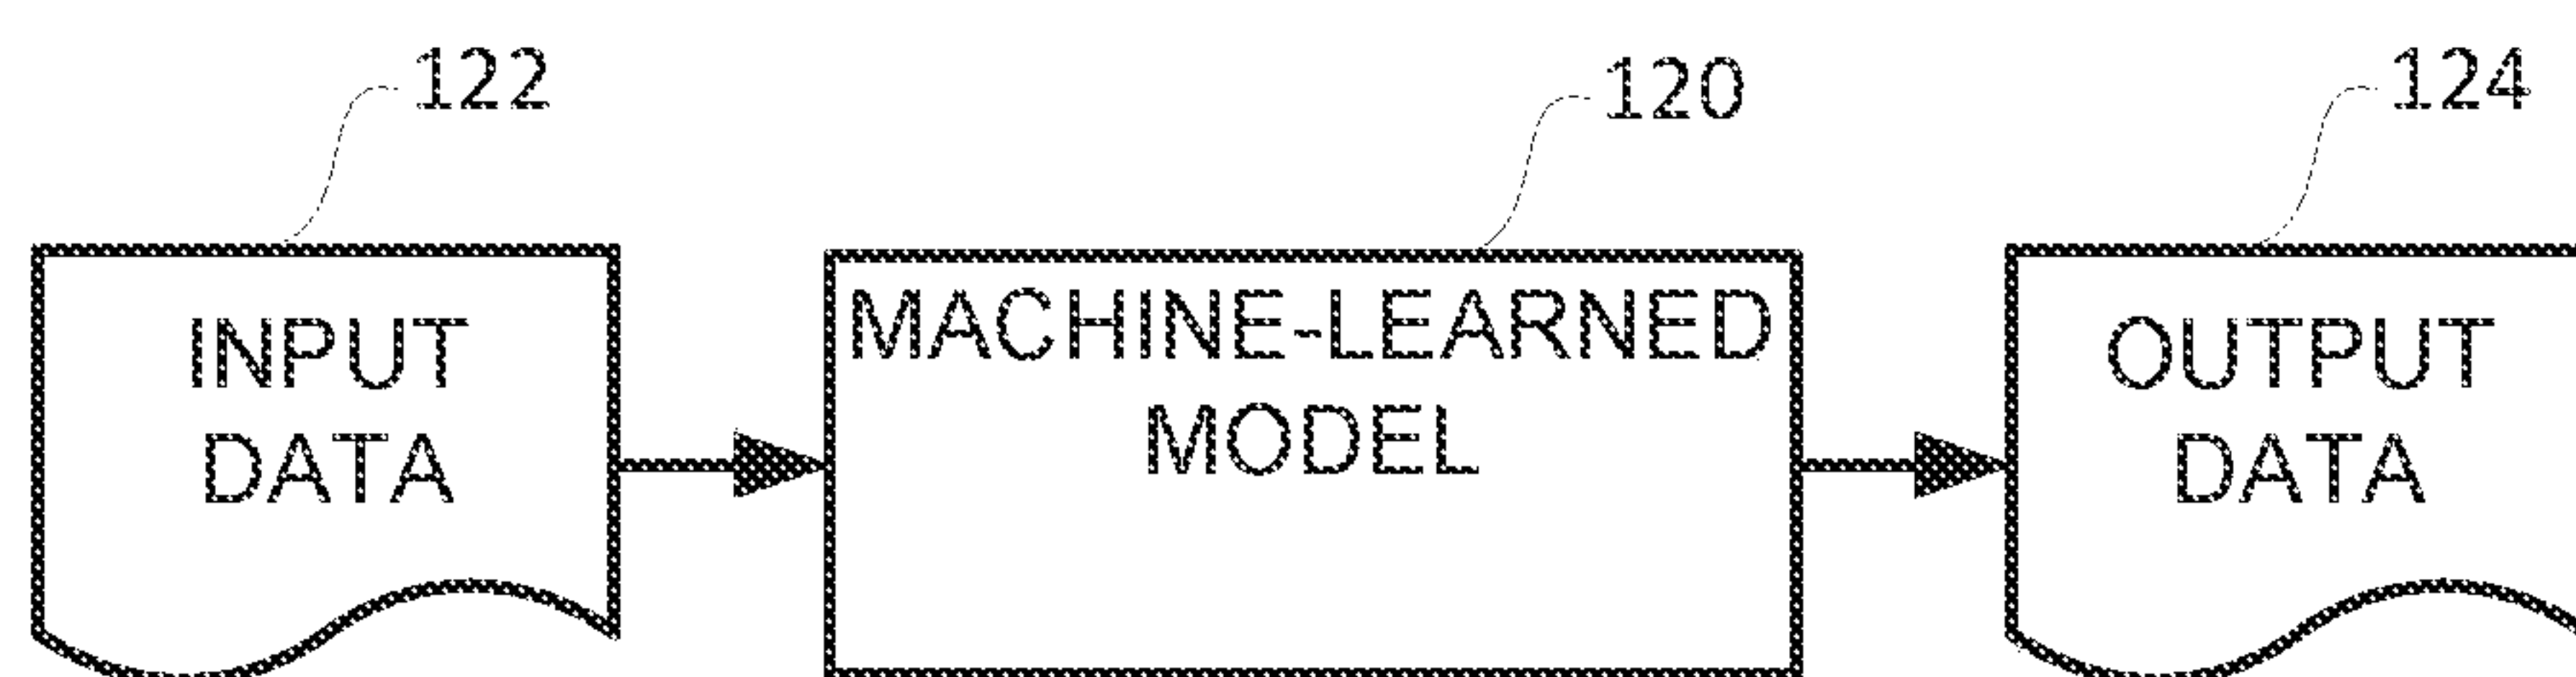 122
120
124
INPUT
DATA
MACHINE-LEARNED
MODEL
OUTPUT
DATA